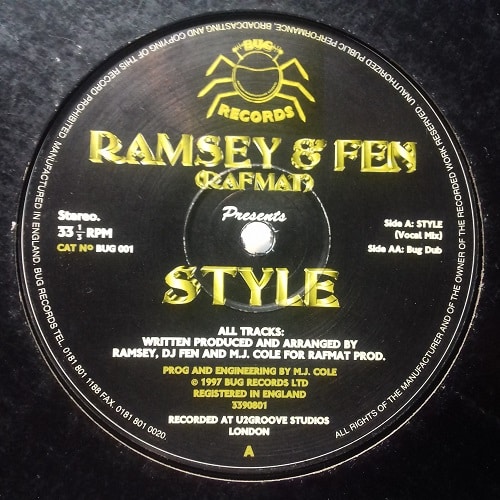 BUG
RECORDS
RAMSEY & FEN
(RAFMAT)
Presents
STYLE
Stereo.
33 1/3 RPM
CAT Nº BUG 001
Side A: STYLE
(Vocal Mix)
Side AA: Bug Dub
ALL TRACKS:
WRITTEN PRODUCED AND ARRANGED BY
RAMSEY, DJ FEN AND M.J. COLE FOR RAFMAT PROD.
PROG AND ENGINEERING BY M.J. COLE
© 1997 BUG RECORDS LTD
REGISTERED IN ENGLAND
3390801
RECORDED AT U2GROOVE STUDIOS
LONDON
A
ALL RIGHTS OF THE MANUFACTURER AND OF THE OWNER OF THE RECORDED WORK RESERVED UNAUTHORIZED PUBLIC PERFORMANCE, BROADCASTING AND COPYING OF THIS RECORD PROHIBITED. MANUFACTURED IN ENGLAND. BUG RECORDS TEL. 0181 801 1188 FAX. 0181 801 0020.